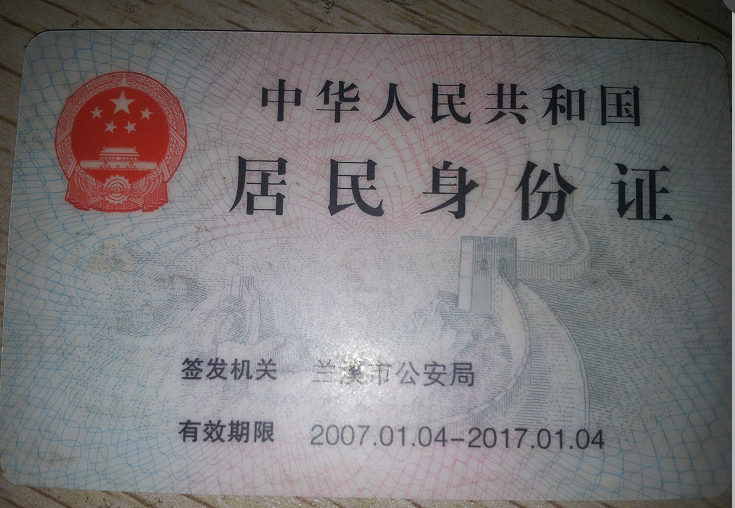 中华人民共和国
居民身份证
签发机关 兰溪市公安局
有效期限 2007.01.04-2017.01.04